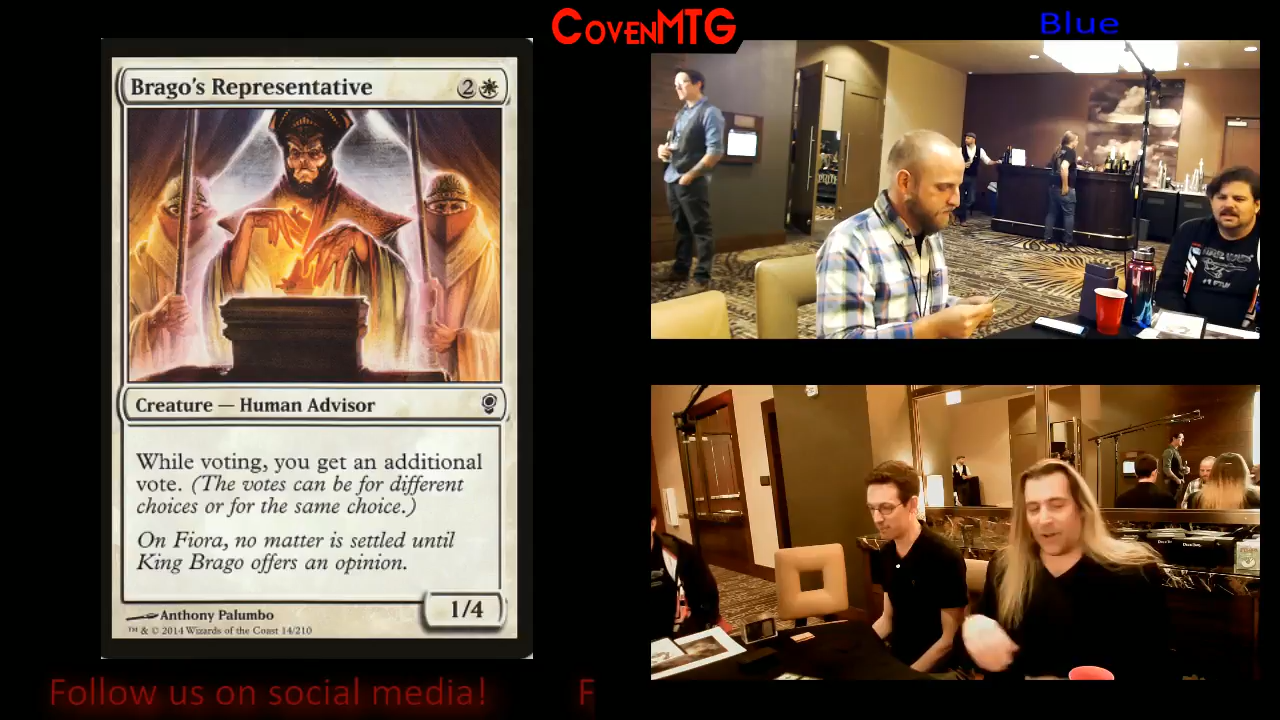 CovenMTG
Blue
Brago's Representative
2
Creature — Human Advisor
While voting, you get an additional
vote. (The votes can be for different
choices or for the same choice.)
On Fiora, no matter is settled until
King Brago offers an opinion.
1/4
Anthony Palumbo
™ & © 2014 Wizards of the Coast 14/210
Follow us on social media! F